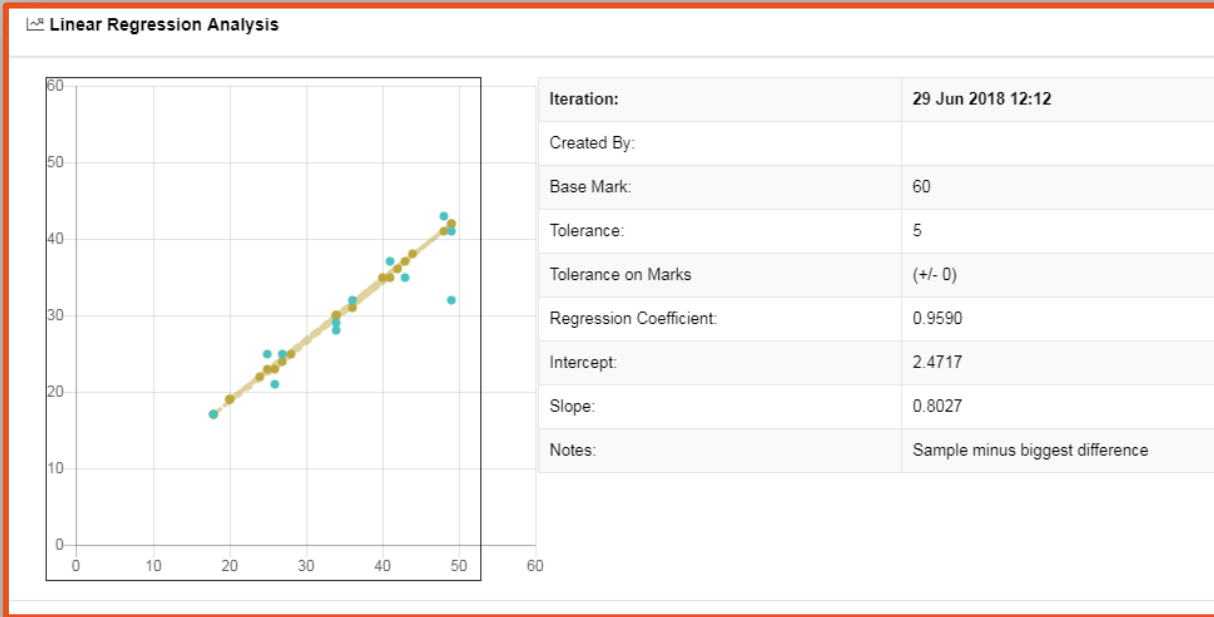 Linear Regression Analysis
60
50
40
30
20
10
0
0 10 20 30 40 50 60
Iteration: 29 Jun 2018 12:12
Created By:
Base Mark: 60
Tolerance: 5
Tolerance on Marks (+/- 0)
Regression Coefficient: 0.9590
Intercept: 2.4717
Slope: 0.8027
Notes: Sample minus biggest difference